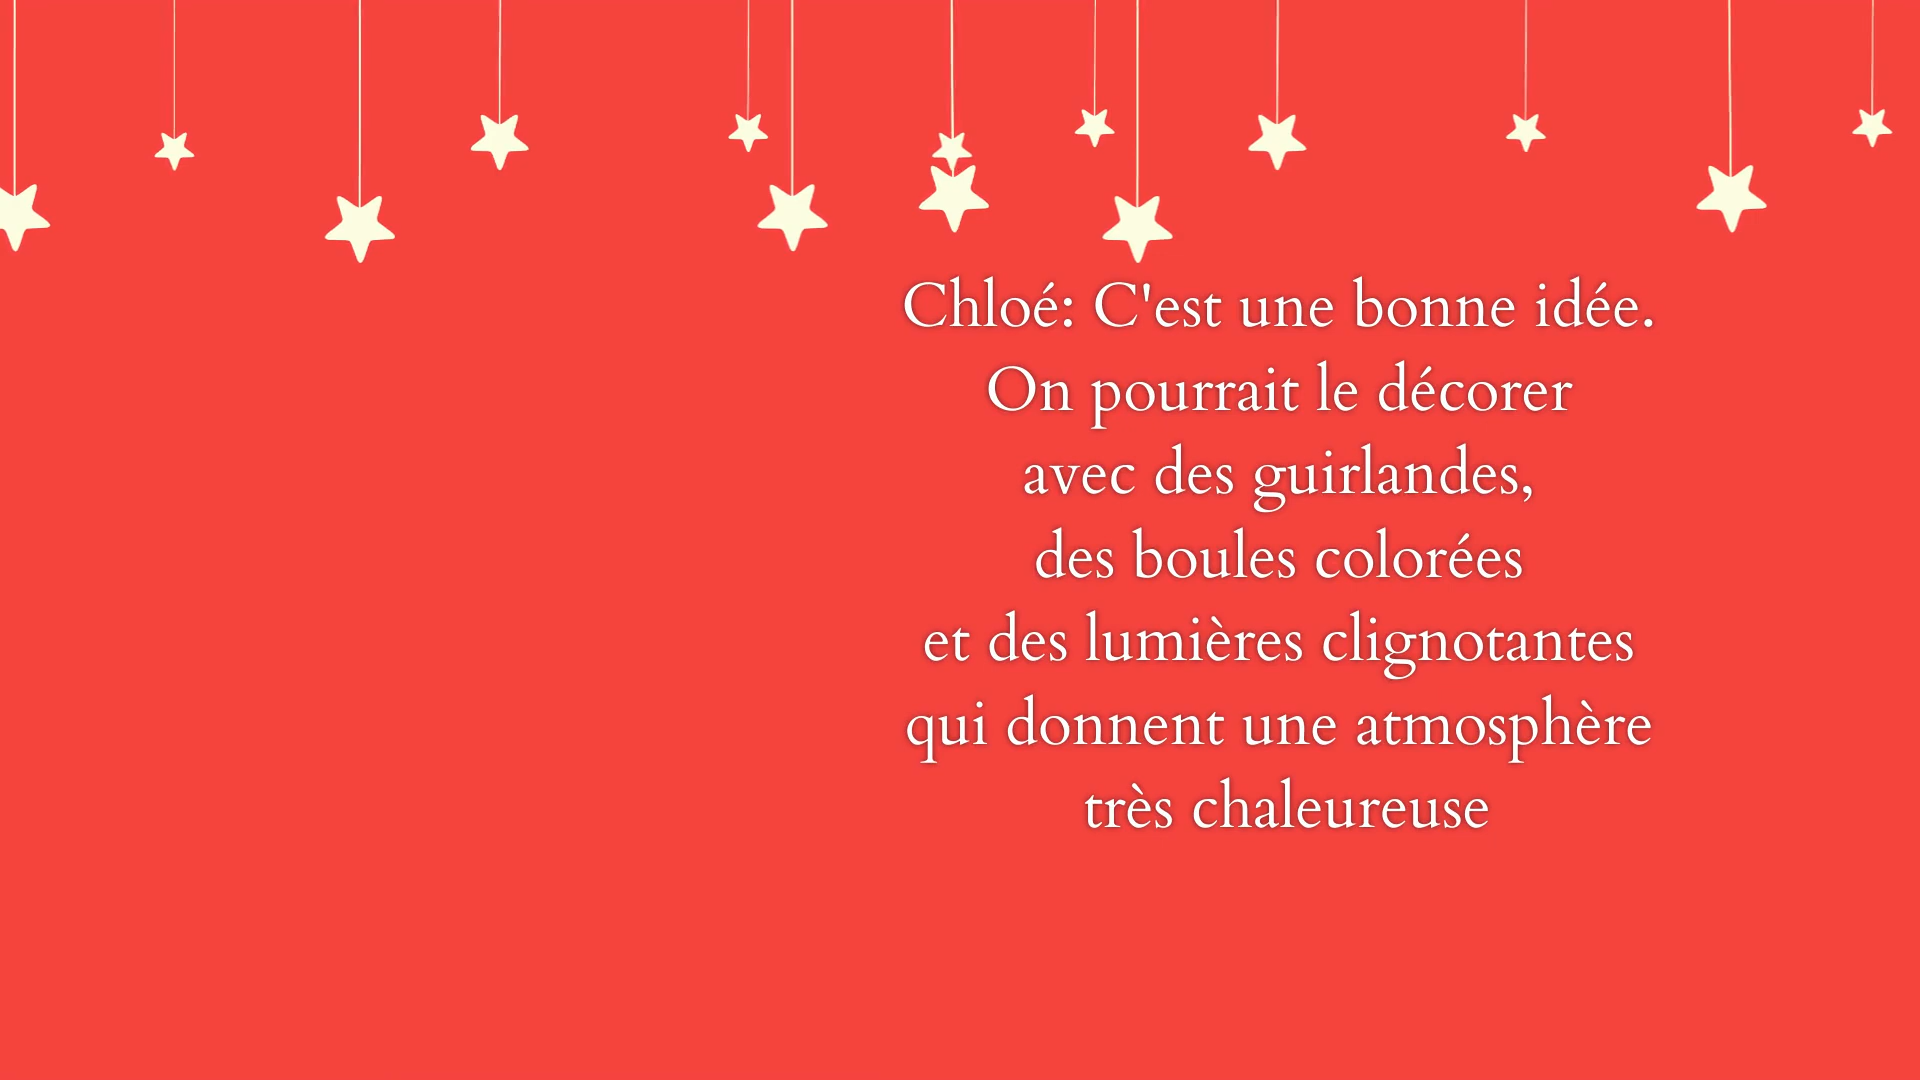 Chloé: C'est une bonne idée.
On pourrait le décorer
avec des guirlandes,
des boules colorées
et des lumières clignotantes
qui donnent une atmosphère
très chaleureuse